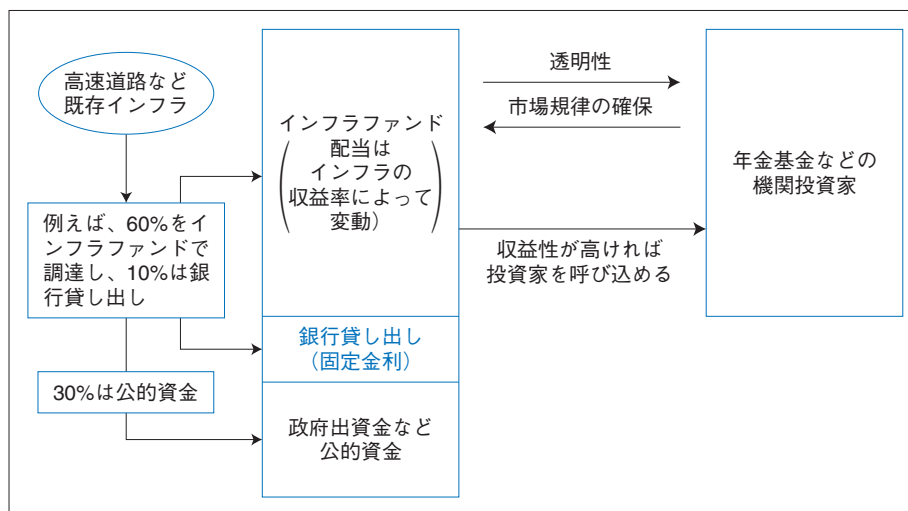 高速道路など
既存インフラ
例えば、60%をイ
ンフラファンドで
調達し、10%は銀
行貸し出し
30%は公的資金
インフラファンド
(配当は
インフラの
収益率によって
変動))
銀行貸し出し
（固定金利）
政府出資金など
公的資金
透明性
市場規律の確保
収益性が高ければ
投資家を呼び込める
年金基金などの
機関投資家